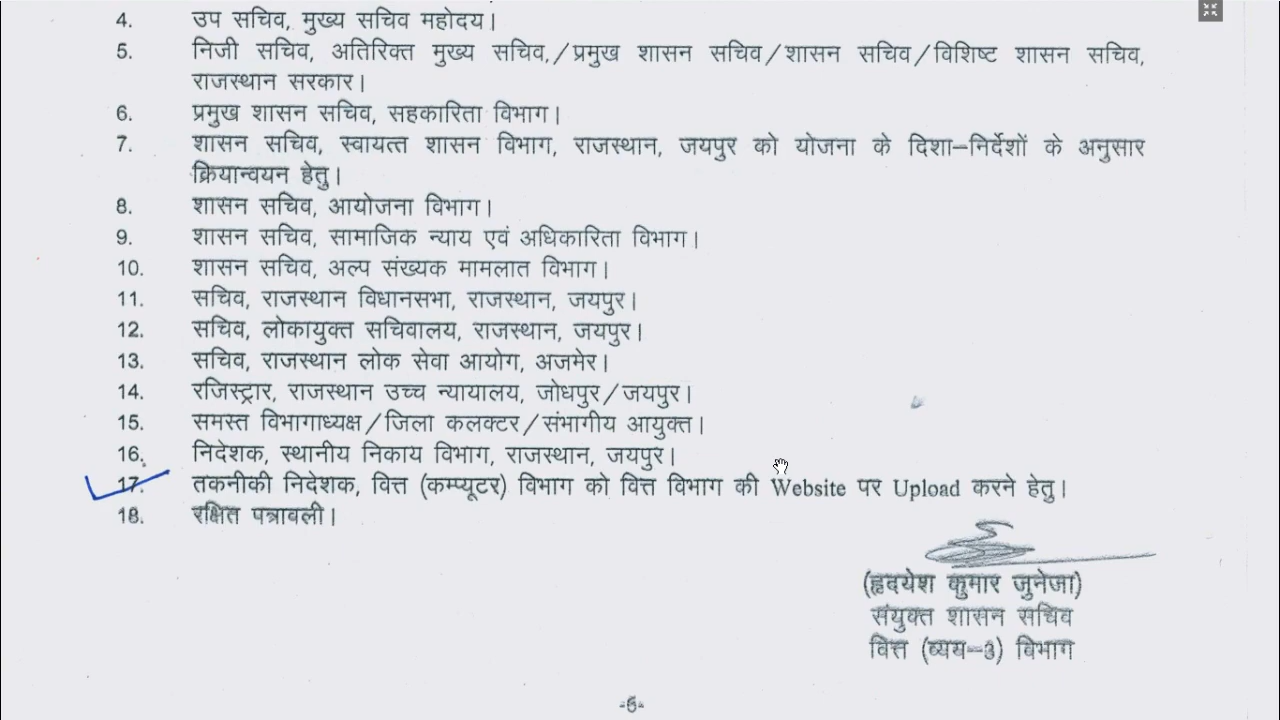 4. उप सचिव, मुख्य सचिव महोदय।
5. निजी सचिव, अतिरिक्त मुख्य सचिव,/प्रमुख शासन सचिव/शासन सचिव/विशिष्ट शासन सचिव,
राजस्थान सरकार।
6. प्रमुख शासन सचिव, सहकारिता विभाग।
7. शासन सचिव, स्वायत्त शासन विभाग, राजस्थान, जयपुर को योजना के दिशा–निर्देशों के अनुसार
क्रियान्वयन हेतु।
8. शासन सचिव, आयोजना विभाग।
9. शासन सचिव, सामाजिक न्याय एवं अधिकारिता विभाग।
10. शासन सचिव, अल्प संख्यक मामलात विभाग।
11. सचिव, राजस्थान विधानसभा, राजस्थान, जयपुर।
12. सचिव, लोकायुक्त सचिवालय, राजस्थान, जयपुर।
13. सचिव, राजस्थान लोक सेवा आयोग, अजमेर।
14. रजिस्ट्रार, राजस्थान उच्च न्यायालय, जोधपुर/जयपुर।
15. समस्त विभागाध्यक्ष/जिला कलक्टर/संभागीय आयुक्त।
16. निदेशक, स्थानीय निकाय विभाग, राजस्थान, जयपुर।
17. तकनीकी निदेशक, वित्त (कम्प्यूटर) विभाग को वित्त विभाग की Website पर Upload करने हेतु।
18. रक्षित पत्रावली।
(हृदयेश कुमार जुनेजा)
संयुक्त शासन सचिव
वित्त (व्यय–3) विभाग
-6-